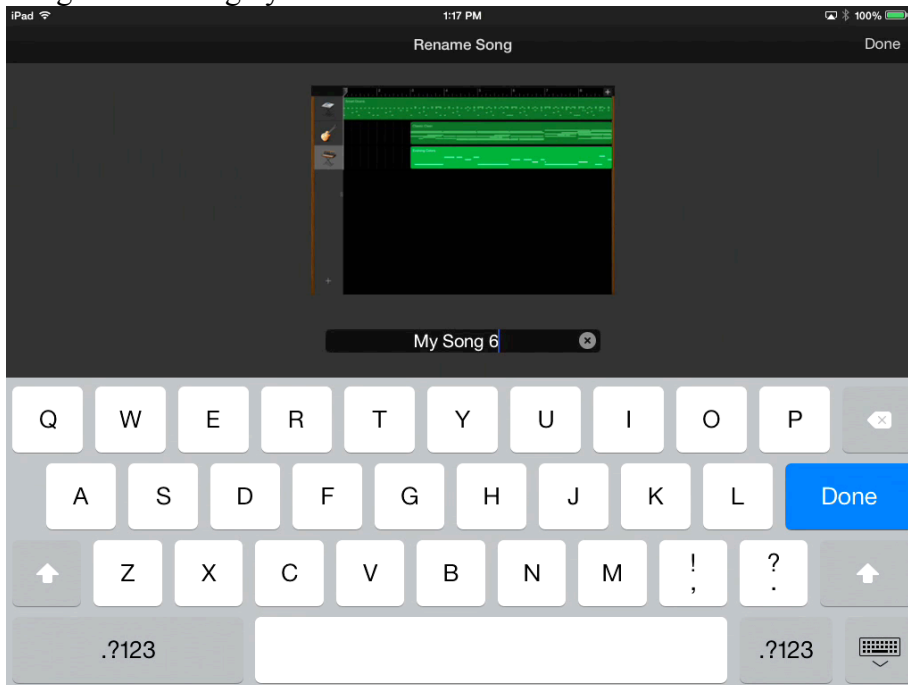 iPad 1:17 PM 100%
Rename Song Done
My Song 6
Q W E R T Y U I O P
A S D F G H J K L Done
Z X C V B N M ! , ? .
.?123 .?123